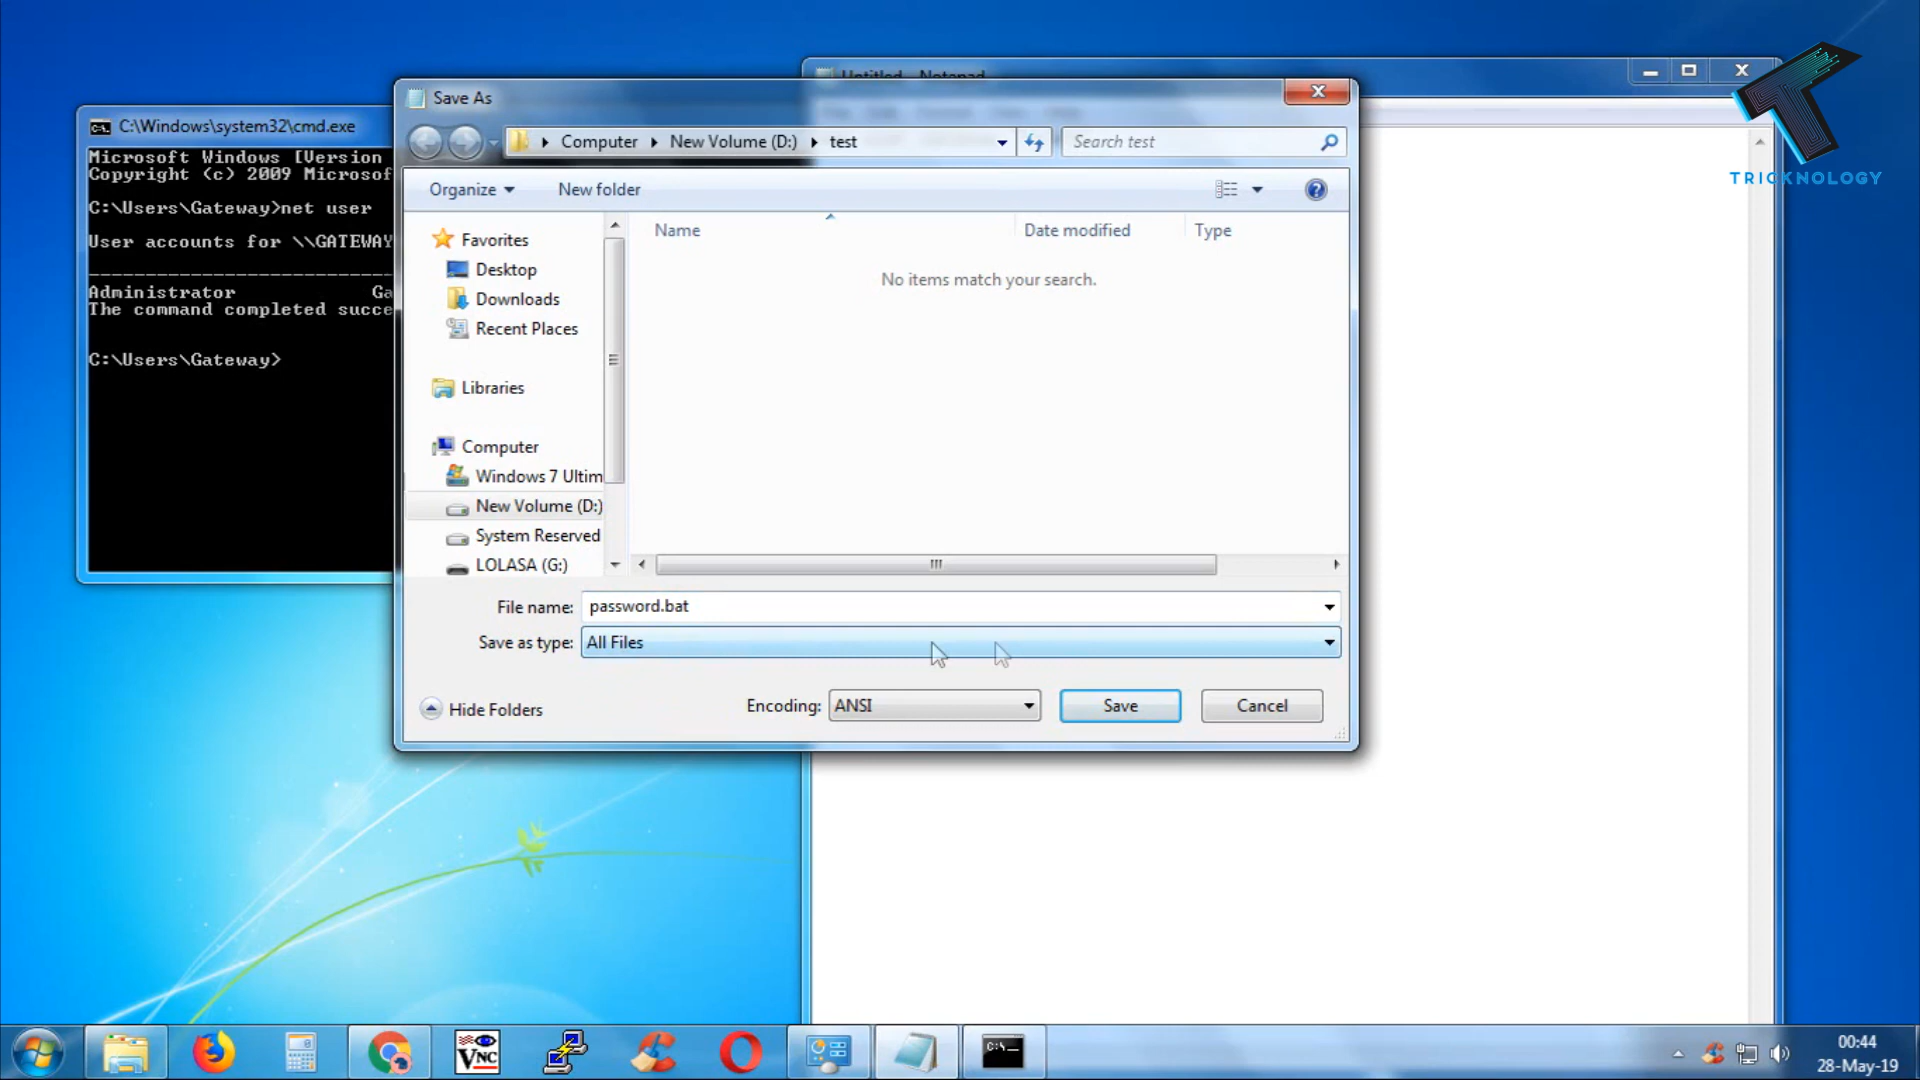 Untitled - Notepad
TRICKNOLOGY
C:\Windows\system32\cmd.exe
Microsoft Windows [Version
Copyright (c) 2009 Microsof
C:\Users\Gateway>net user
User accounts for \\GATEWAY
Administrator Ga
The command completed succe
C:\Users\Gateway>
Save As
Computer New Volume (D:) test
Search test
Organize New folder
Name Date modified Type
No items match your search.
Favorites
Desktop
Downloads
Recent Places
Libraries
Computer
Windows 7 Ultim
New Volume (D:)
System Reserved
LOLASA (G:)
File name: password.bat
Save as type: All Files
Hide Folders
Encoding: ANSI
Save Cancel
C:\_
VNC
00:44
28-May-19